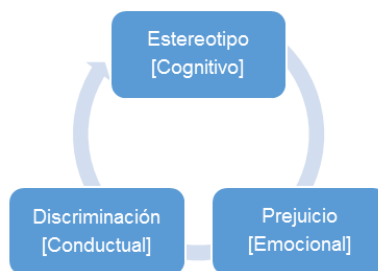 Estereotipo
[Cognitivo]
Prejuicio
[Emocional]
Discriminación
[Conductual]